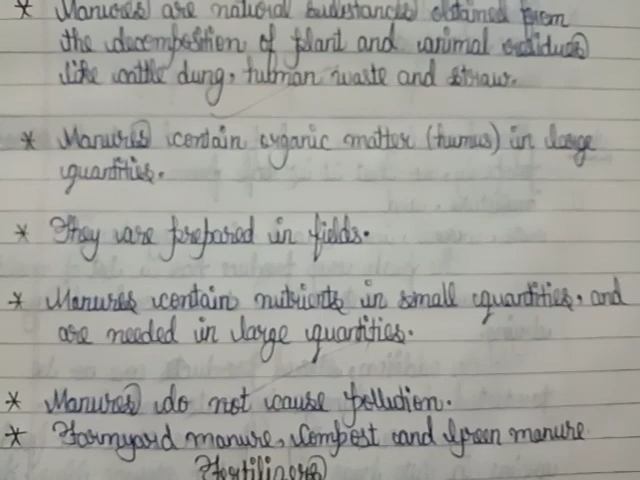 * Manures are natural substances obtained from
the decomposition of plant and animal residues
like cattle dung, human waste and straw.
* Manures contain organic matter (humus) in large
quantities.
* They are prepared in fields.
* Manures contain nutrients in small quantities, and
are needed in large quantities.
* Manures do not cause pollution.
* Farmyard manure, Compost and Green manure
Fertilizers